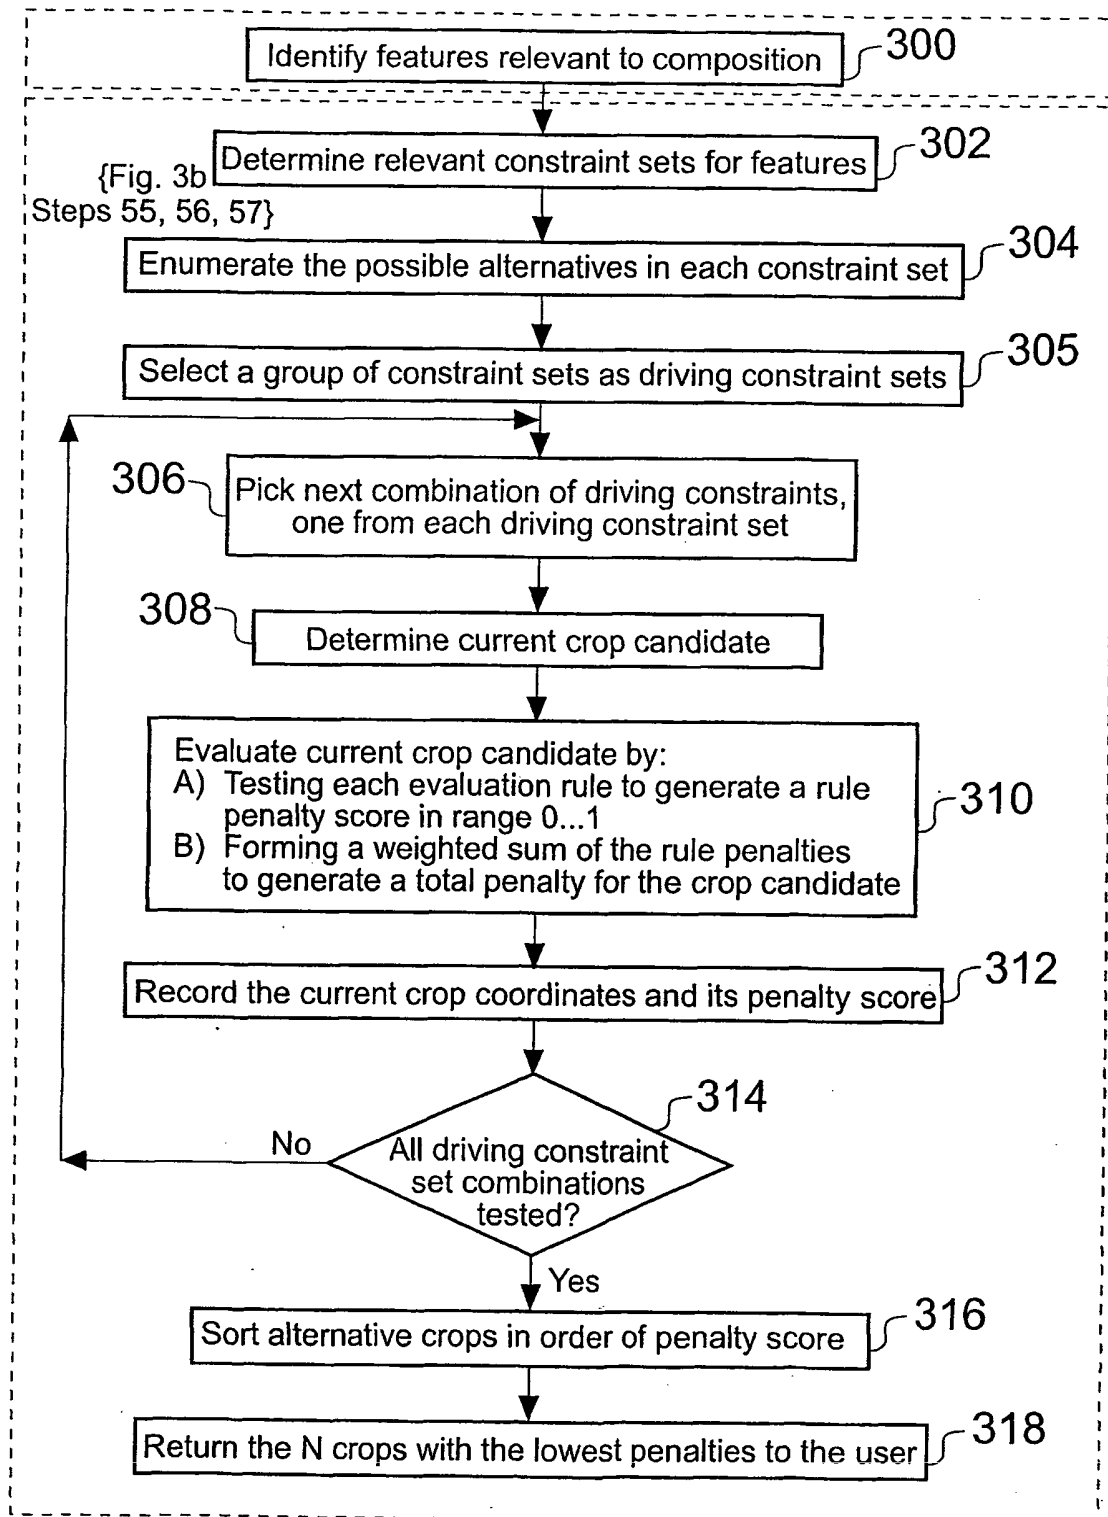 Identify features relevant to composition
300
Determine relevant constraint sets for features
302
{Fig. 3b
Steps 55, 56, 57}
Enumerate the possible alternatives in each constraint set
304
Select a group of constraint sets as driving constraint sets
305
306
Pick next combination of driving constraints,
one from each driving constraint set
308
Determine current crop candidate
Evaluate current crop candidate by:
A) Testing each evaluation rule to generate a rule
penalty score in range 0...1
B) Forming a weighted sum of the rule penalties
to generate a total penalty for the crop candidate
310
Record the current crop coordinates and its penalty score
312
314
All driving constraint
set combinations
tested?
No
Yes
Sort alternative crops in order of penalty score
316
Return the N crops with the lowest penalties to the user
318